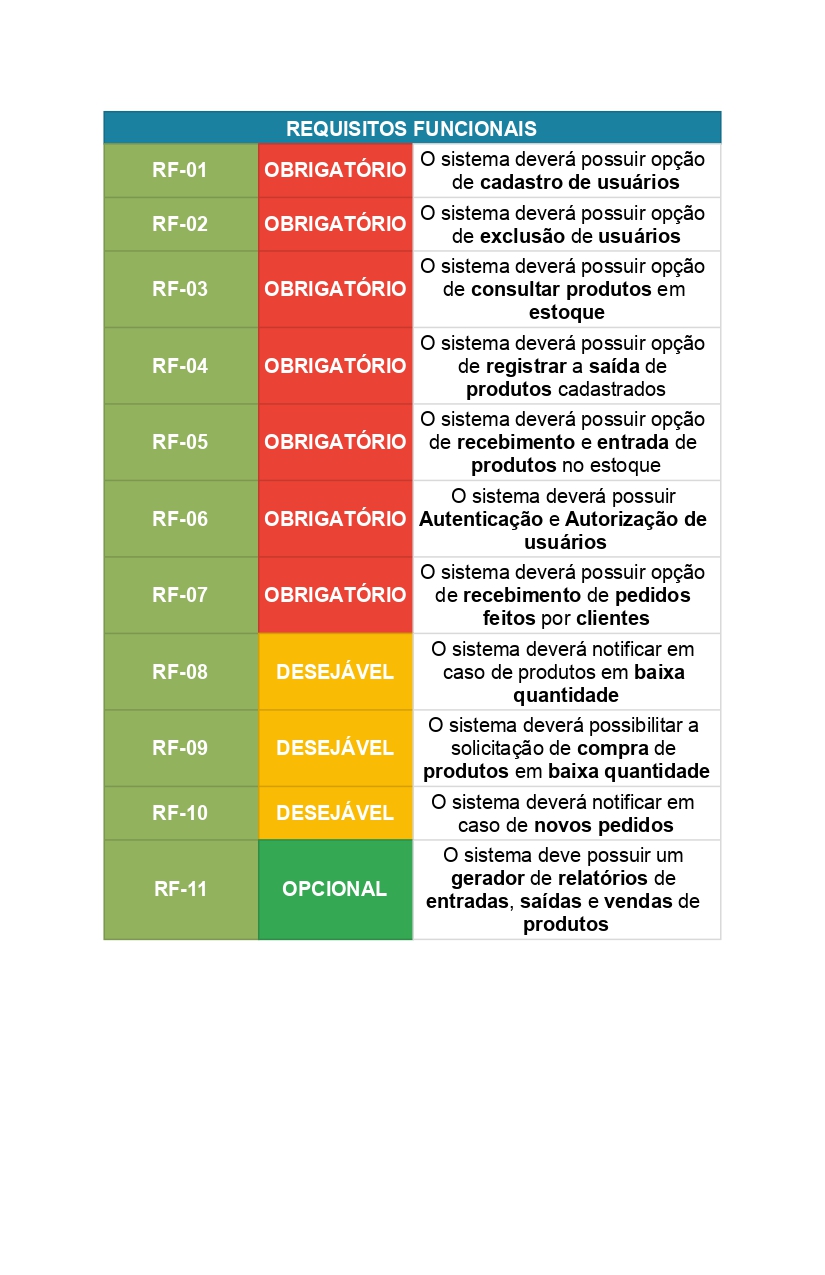 REQUISITOS FUNCIONAIS
RF-01
OBRIGATÓRIO
O sistema deverá possuir opção
de cadastro de usuários
RF-02
OBRIGATÓRIO
O sistema deverá possuir opção
de exclusão de usuários
RF-03
OBRIGATÓRIO
O sistema deverá possuir opção
de consultar produtos em
estoque
RF-04
OBRIGATÓRIO
O sistema deverá possuir opção
de registrar a saída de
produtos cadastrados
RF-05
OBRIGATÓRIO
O sistema deverá possuir opção
de recebimento e entrada de
produtos no estoque
RF-06
OBRIGATÓRIO
O sistema deverá possuir
Autenticação e Autorização de
usuários
RF-07
OBRIGATÓRIO
O sistema deverá possuir opção
de recebimento de pedidos
feitos por clientes
RF-08
DESEJÁVEL
O sistema deverá notificar em
caso de produtos em baixa
quantidade
RF-09
DESEJÁVEL
O sistema deverá possibilitar a
solicitação de compra de
produtos em baixa quantidade
RF-10
DESEJÁVEL
O sistema deverá notificar em
caso de novos pedidos
RF-11
OPCIONAL
O sistema deve possuir um
gerador de relatórios de
entradas, saídas e vendas de
produtos